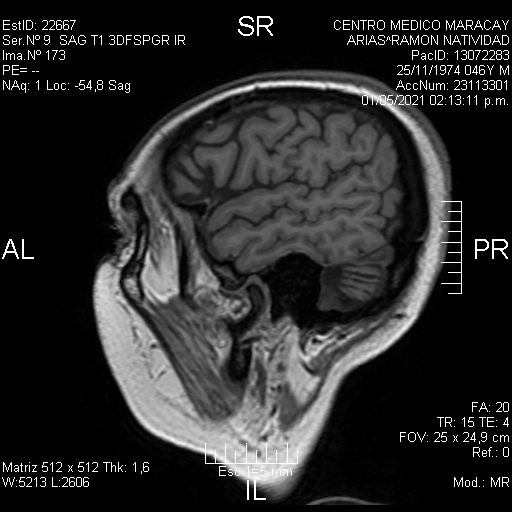 EstID: 22667
Ser.Nº 9 SAG T1 3DFSPGR IR
Ima.Nº 173
PE= --
NAq: 1 Loc: -54,8 Sag
SR
CENTRO MEDICO MARACAY
ARIAS^RAMON NATIVIDAD
PacID: 13072283
25/11/1974 046Y M
AccNum: 23113301
01/05/2021 02:13:11 p.m.
AL
PR
FA: 20
TR: 15 TE: 4
FOV: 25 x 24,9 cm
Ref.: 0
Mod.: MR
Matriz 512 x 512 Thk: 1,6
W:5213 L:2606
Esc 1=5 mm
IL